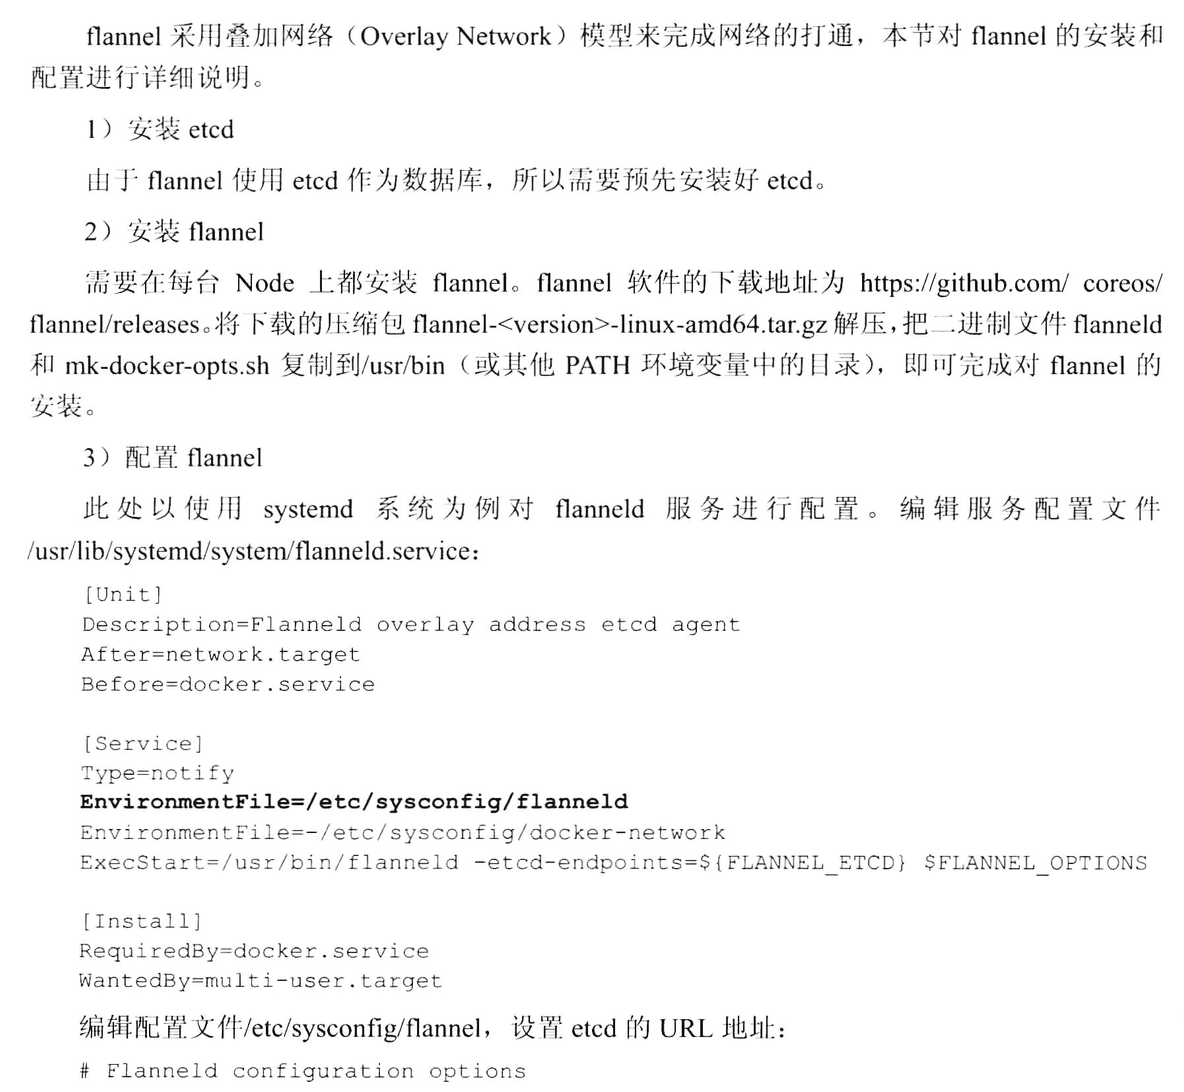 flannel 采用叠加网络（Overlay Network）模型来完成网络的打通，本节对 flannel 的安装和
配置进行详细说明。
1）安装 etcd
由于 flannel 使用 etcd 作为数据库，所以需要预先安装好 etcd。
2）安装 flannel
需要在每台 Node 上都安装 flannel。flannel 软件的下载地址为 https://github.com/ coreos/
flannel/releases。将下载的压缩包 flannel-<version>-linux-amd64.tar.gz 解压，把二进制文件 flanneld
和 mk-docker-opts.sh 复制到/usr/bin（或其他 PATH 环境变量中的目录），即可完成对 flannel 的
安装。
3）配置 flannel
此处以使用 systemd 系统为例对 flanneld 服务进行配置。编辑服务配置文件
/usr/lib/systemd/system/flanneld.service：
[Unit]
Description=Flanneld overlay address etcd agent
After=network.target
Before=docker.service
[Service]
Type=notify
EnvironmentFile=/etc/sysconfig/flanneld
EnvironmentFile=-/etc/sysconfig/docker-network
ExecStart=/usr/bin/flanneld -etcd-endpoints=${FLANNEL_ETCD} $FLANNEL_OPTIONS
[Install]
RequiredBy=docker.service
WantedBy=multi-user.target
编辑配置文件/etc/sysconfig/flannel，设置 etcd 的 URL 地址：
# Flanneld configuration options